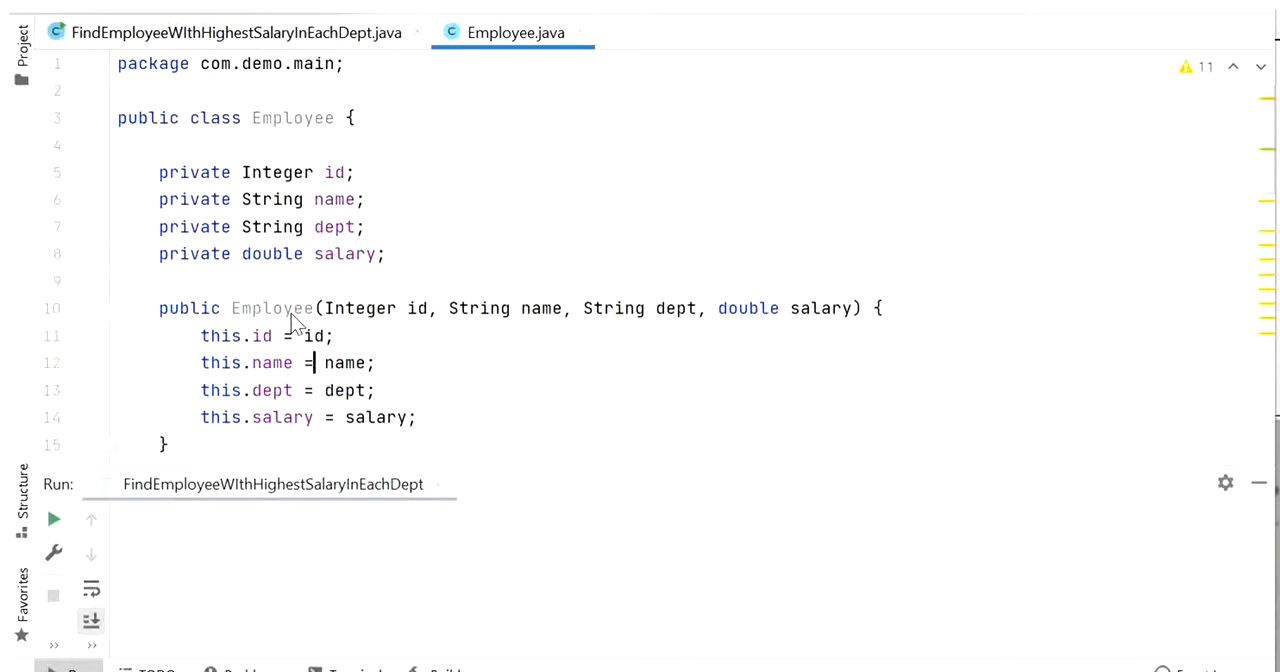 Project
FindEmployeeWIthHighestSalaryInEachDept.java
Employee.java
11
1 package com.demo.main;
2
3 public class Employee {
4
5 private Integer id;
6 private String name;
7 private String dept;
8 private double salary;
9
10 public Employee(Integer id, String name, String dept, double salary) {
11 this.id = id;
12 this.name = name;
13 this.dept = dept;
14 this.salary = salary;
15 }
Structure
Run: FindEmployeeWIthHighestSalaryInEachDept
Favorites
TODO